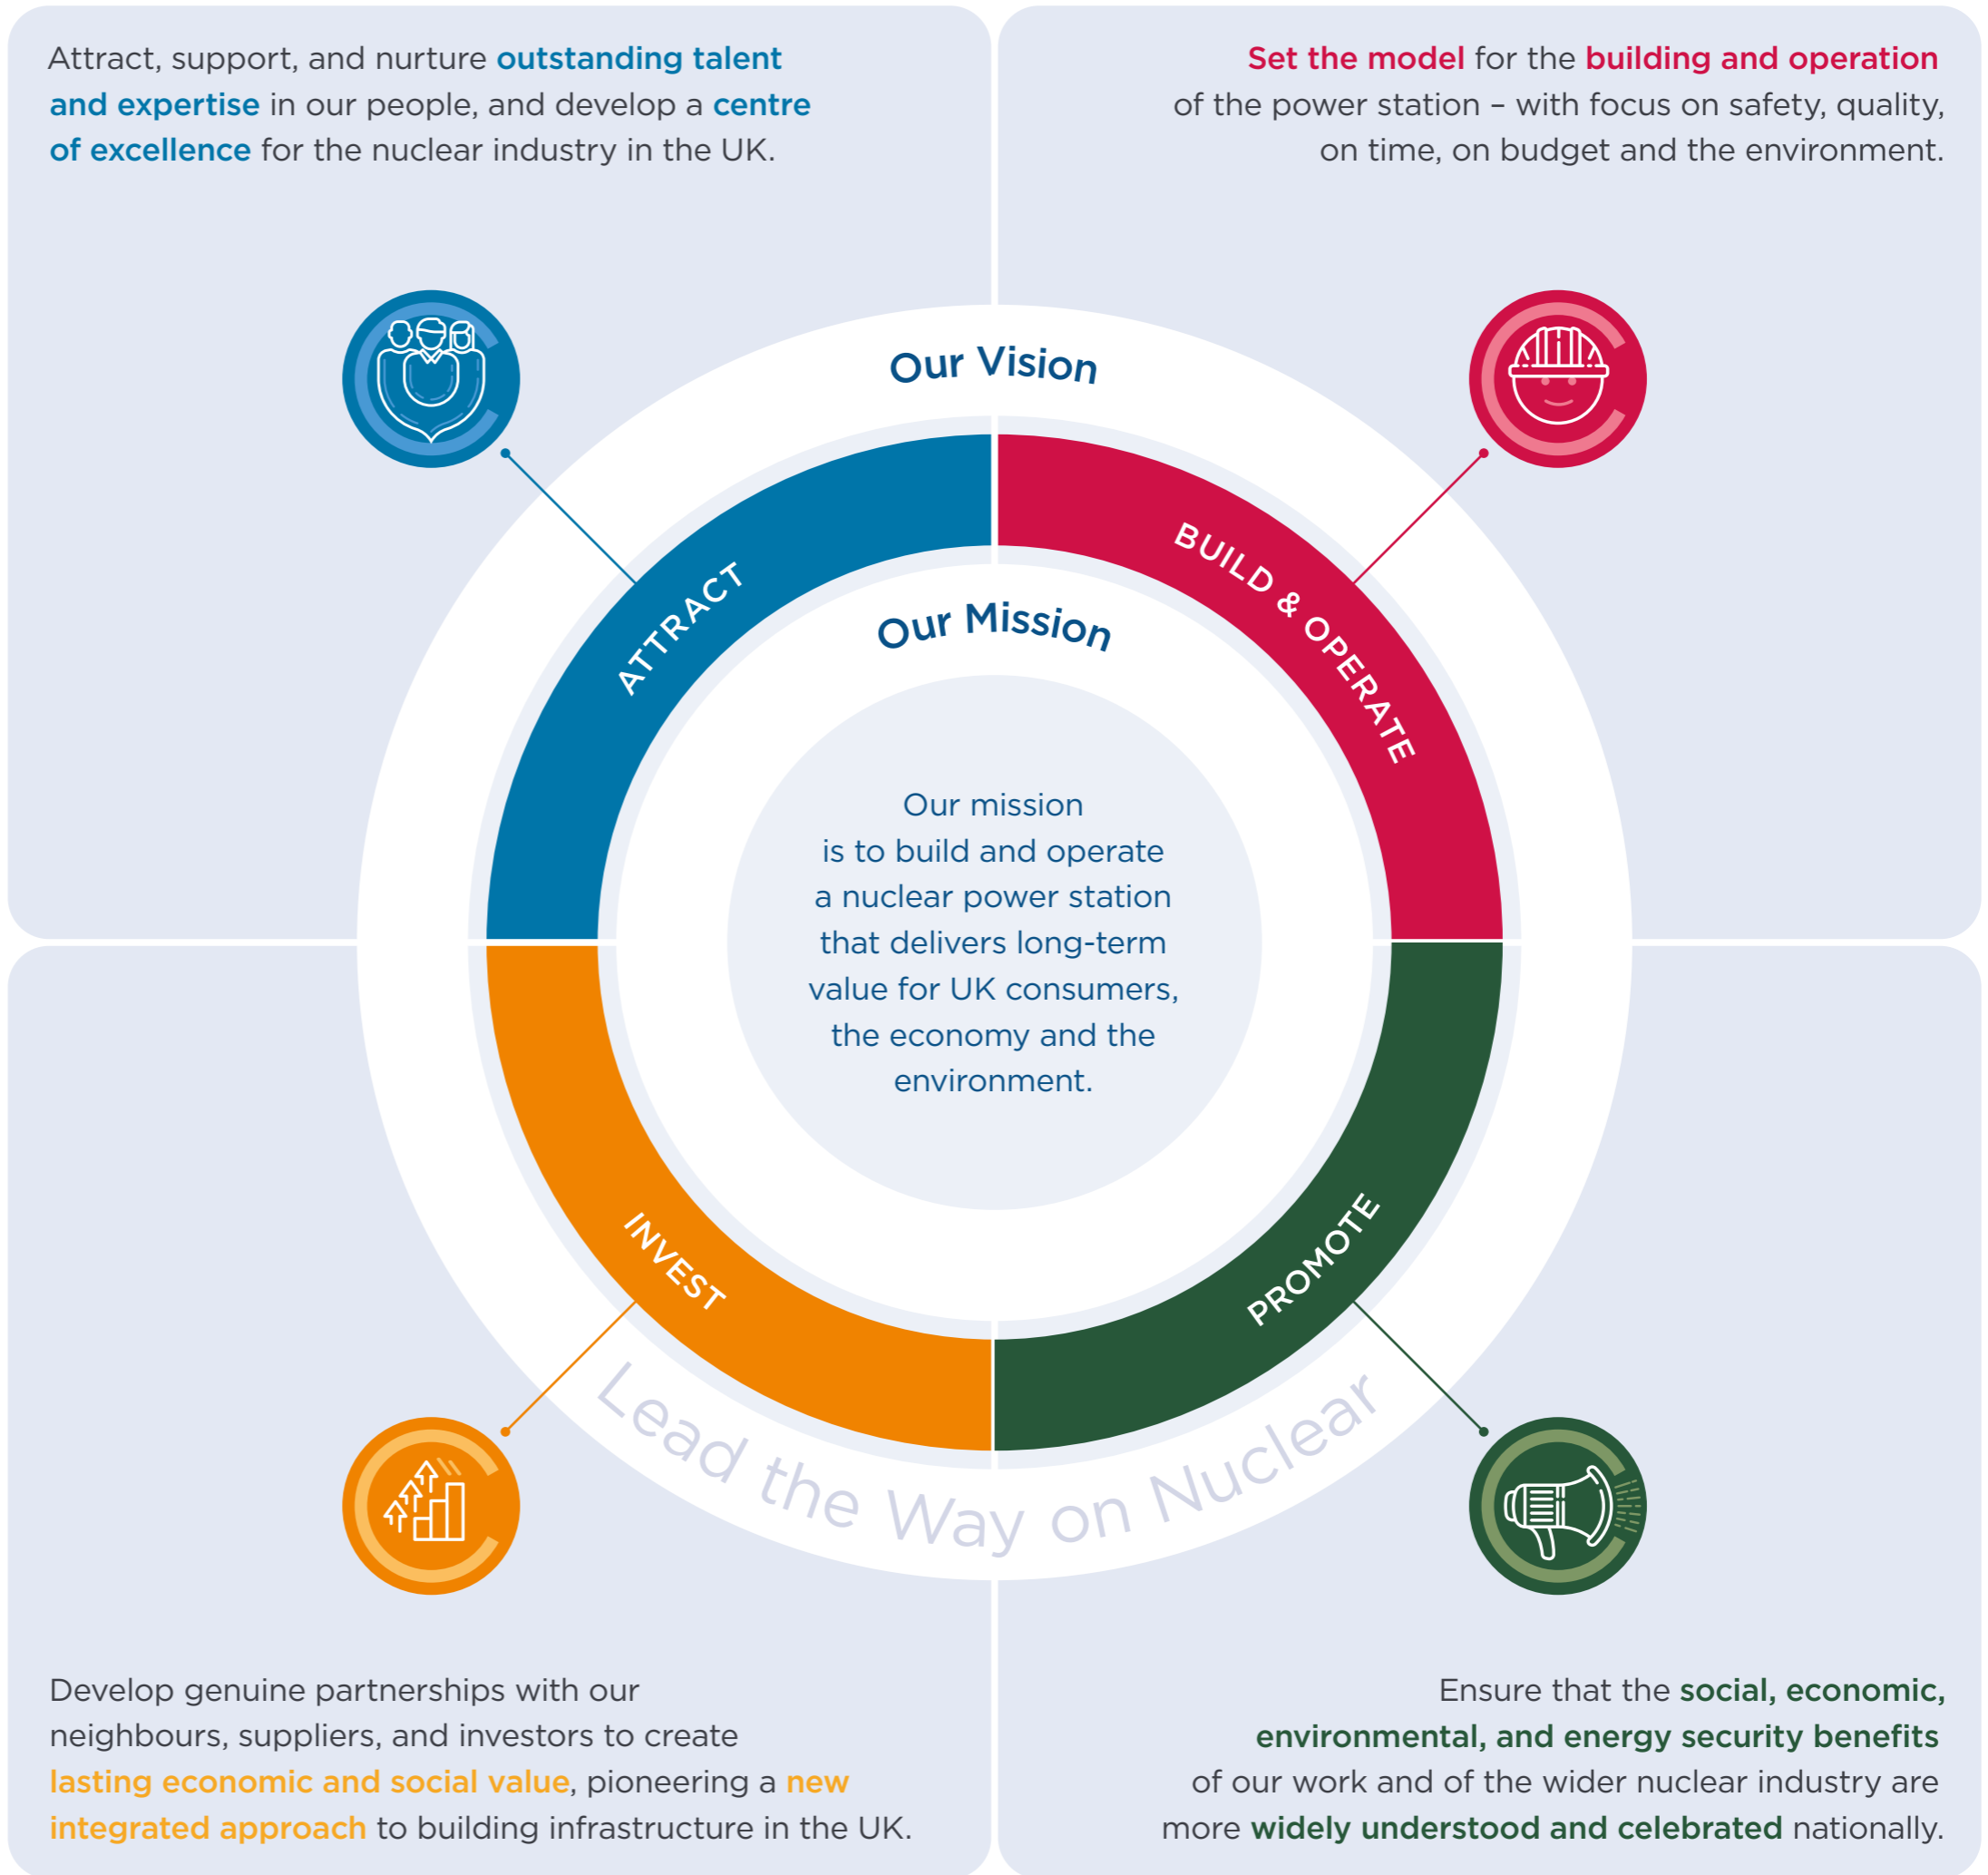 Attract, support, and nurture outstanding talent
and expertise in our people, and develop a centre
of excellence for the nuclear industry in the UK.
Set the model for the building and operation
of the power station – with focus on safety, quality,
on time, on budget and the environment.
Our Vision
ATTRACT
BUILD & OPERATE
Our Mission
Our mission
is to build and operate
a nuclear power station
that delivers long-term
value for UK consumers,
the economy and the
environment.
INVEST
PROMOTE
Lead the Way on Nuclear
Develop genuine partnerships with our
neighbours, suppliers, and investors to create
lasting economic and social value, pioneering a new
integrated approach to building infrastructure in the UK.
Ensure that the social, economic,
environmental, and energy security benefits
of our work and of the wider nuclear industry are
more widely understood and celebrated nationally.